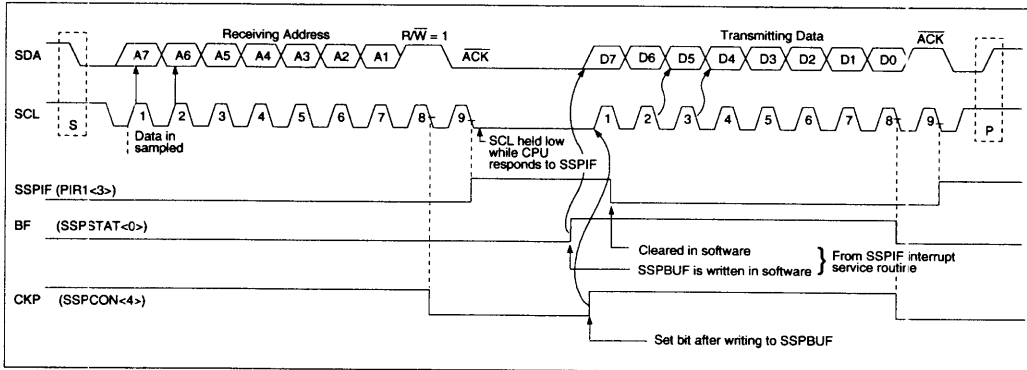 Receiving Address R/W̅ = 1 Transmitting Data A̅C̅K̅
SDA A7 A6 A5 A4 A3 A2 A1 A̅C̅K̅ D7 D6 D5 D4 D3 D2 D1 D0
SCL S 1 2 3 4 5 6 7 8 9 1 2 3 4 5 6 7 8 9 P
Data in
sampled
SCL held low
while CPU
responds to SSPIF
SSPIF (PIR1<3>)
BF (SSPSTAT<0>)
Cleared in software
SSPBUF is written in software
From SSPIF interrupt
service routine
CKP (SSPCON<4>)
Set bit after writing to SSPBUF